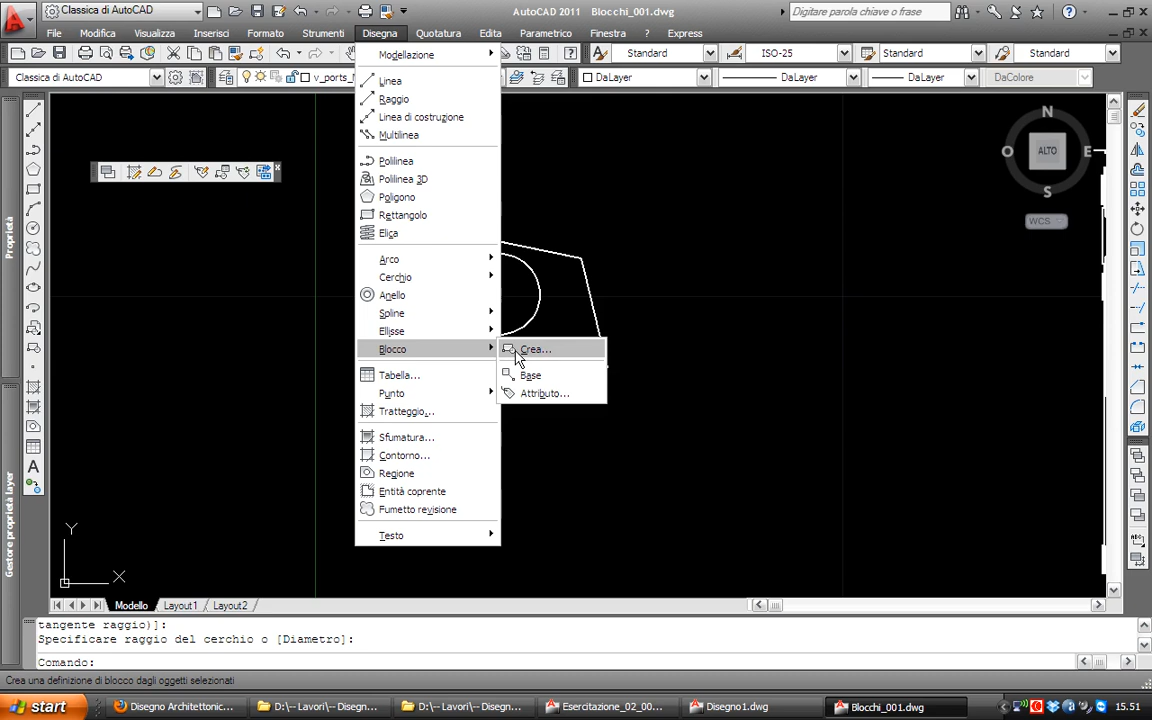 Classica di AutoCAD
AutoCAD 2011   Blocchi_001.dwg
Digitare parola chiave o frase
File Modifica Visualizza Inserisci Formato Strumenti Disegna Quotatura Edita Parametrico Finestra ? Express
Standard ISO-25 Standard Standard
Classica di AutoCAD
DaLayer DaLayer DaLayer DaColore
Modellazione
Linea
Raggio
Linea di costruzione
Multilinea
Polilinea
Polilinea 3D
Poligono
Rettangolo
Elica
Arco
Cerchio
Anello
Spline
Ellisse
Blocco
Tabella...
Punto
Tratteggio...
Sfumatura...
Contorno...
Regione
Entità coprente
Fumetto revisione
Testo
Crea...
Base
Attributo...
N
O ALTO E
S
WCS
Proprietà
Gestore proprietà layer
A
Y
X
Modello Layout1 Layout2
tangente raggio)]:
Specificare raggio del cerchio o [Diametro]:
Comando:
Crea una definizione di blocco dagli oggetti selezionati
start
Disegno Architettonic...
D:\-- Lavori\-- Disegn...
D:\-- Lavori\-- Disegn...
Esercitazione_02_00...
Disegno1.dwg
Blocchi_001.dwg
15.51